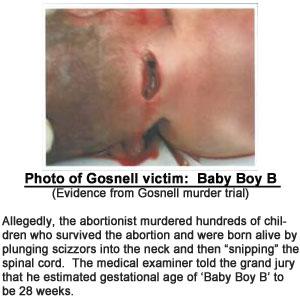 Photo of Gosnell victim:  Baby Boy B
(Evidence from Gosnell murder trial)
Allegedly, the abortionist murdered hundreds of chil-
dren who survived the abortion and were born alive by
plunging scizzors into the neck and then “snipping” the
spinal cord.  The medical examiner told the grand jury
that he estimated gestational age of ‘Baby Boy B’ to
be 28 weeks.